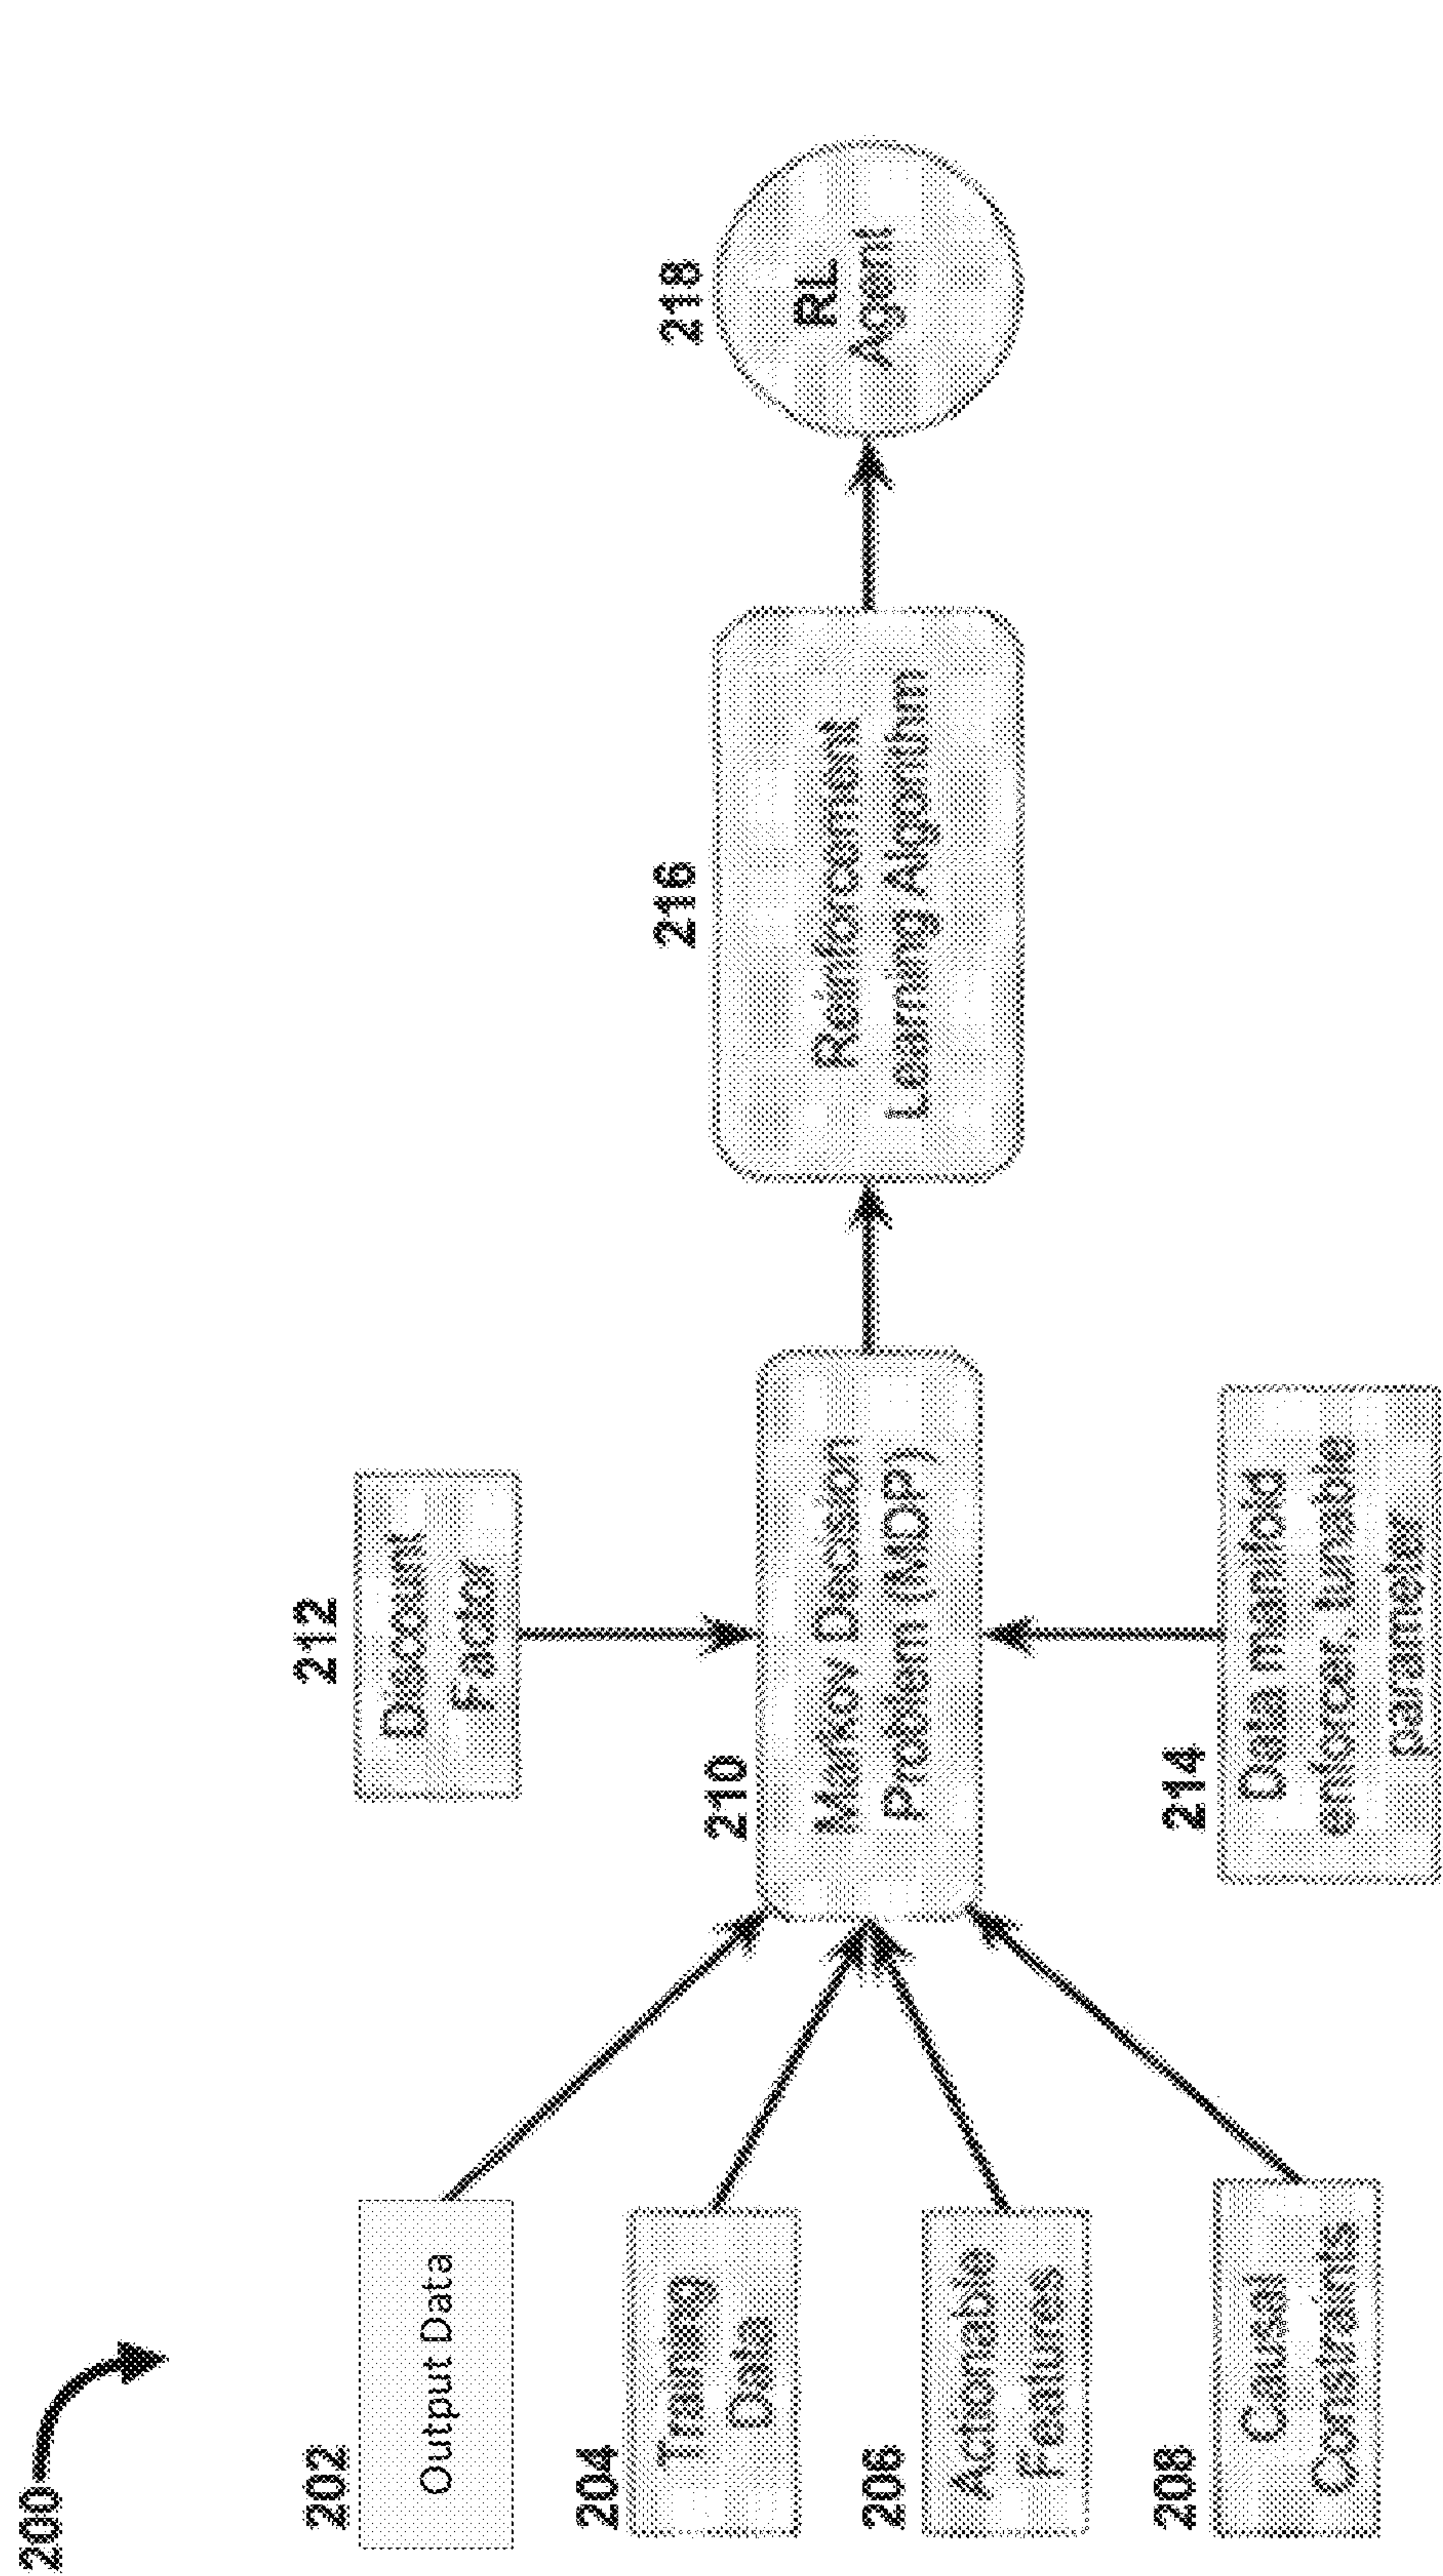 200
202
Output Data
204
Training
Data
206
Actionable
Features
208
Causal
Constraints
210
Markov Decision
Problem (MDP)
212
Discount
Factor
214
Data manifold
enforcer, tunable
parameter
216
Reinforcement
Learning Algorithm
218
RL
Agent